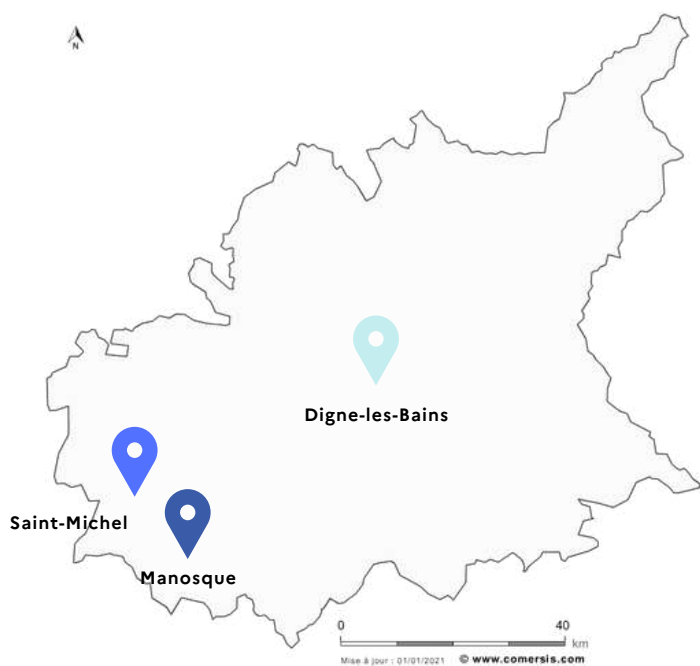 N
Digne-les-Bains
Saint-Michel
Manosque
0 40
km
Mise à jour : 01/01/2021 © www.comersis.com